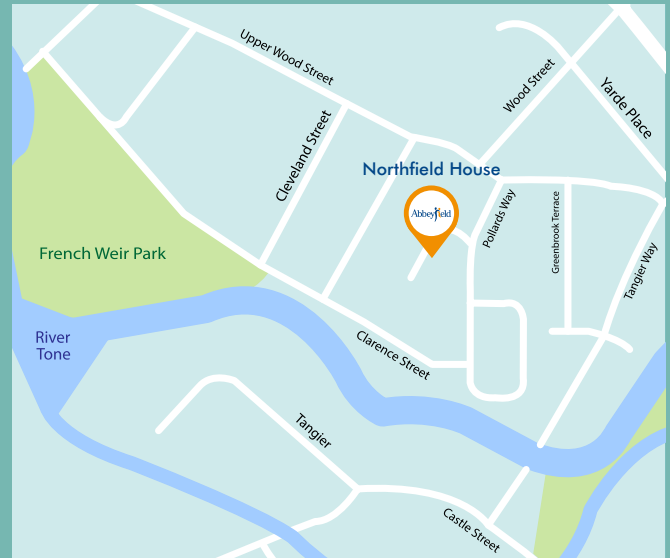 Upper Wood Street
Wood Street
Yarde Place
Cleveland Street
Northfield House
Abbeyfield
Pollards Way
Greenbrook Terrace
Tangier Way
French Weir Park
River
Tone
Clarence Street
Tangier
Castle Street